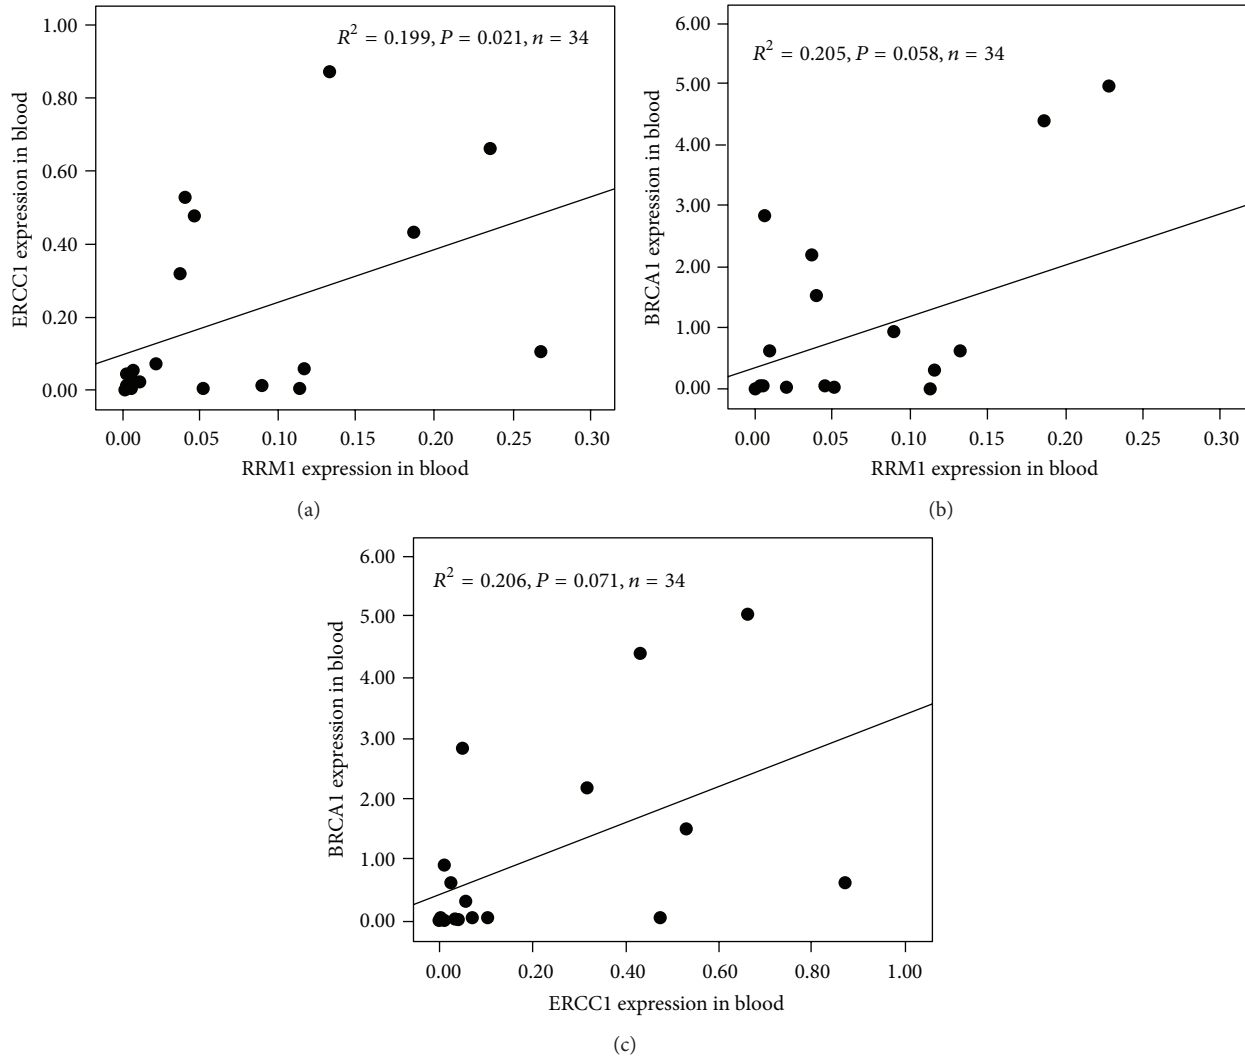 R² = 0.199, P = 0.021, n = 34
1.00
0.80
0.60
0.40
0.20
0.00
ERCC1 expression in blood
0.00 0.05 0.10 0.15 0.20 0.25 0.30
RRM1 expression in blood
(a)
R² = 0.205, P = 0.058, n = 34
6.00
5.00
4.00
3.00
2.00
1.00
0.00
BRCA1 expression in blood
0.00 0.05 0.10 0.15 0.20 0.25 0.30
RRM1 expression in blood
(b)
R² = 0.206, P = 0.071, n = 34
6.00
5.00
4.00
3.00
2.00
1.00
0.00
BRCA1 expression in blood
0.00 0.20 0.40 0.60 0.80 1.00
ERCC1 expression in blood
(c)